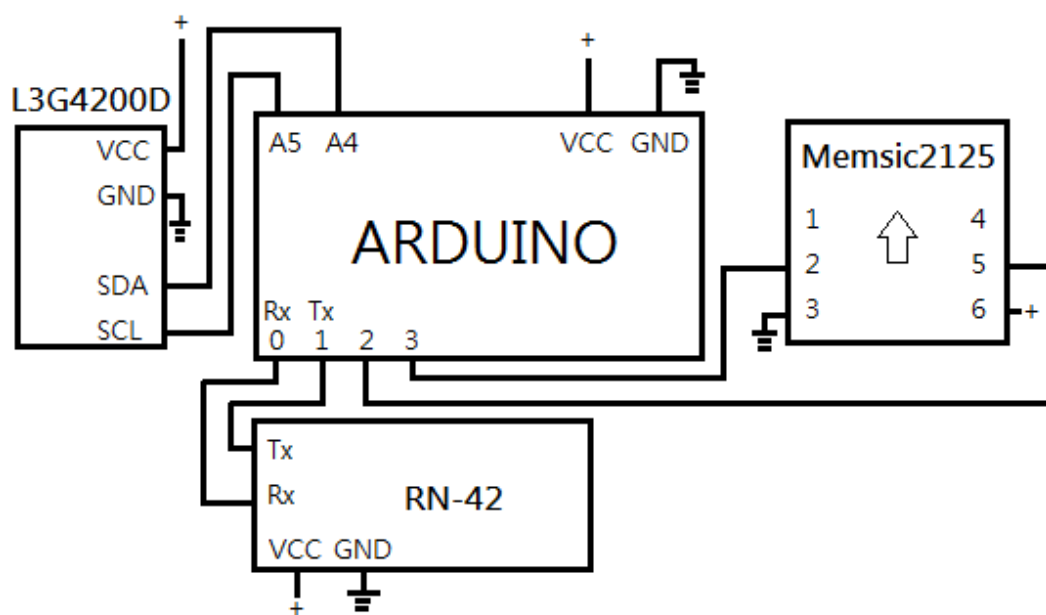 +
+
L3G4200D
VCC
GND
SDA
SCL
A5 A4 VCC GND
ARDUINO
Rx Tx
0 1 2 3
Memsic2125
1 4
2 5
3 6 +
Tx
Rx
RN-42
VCC GND
+